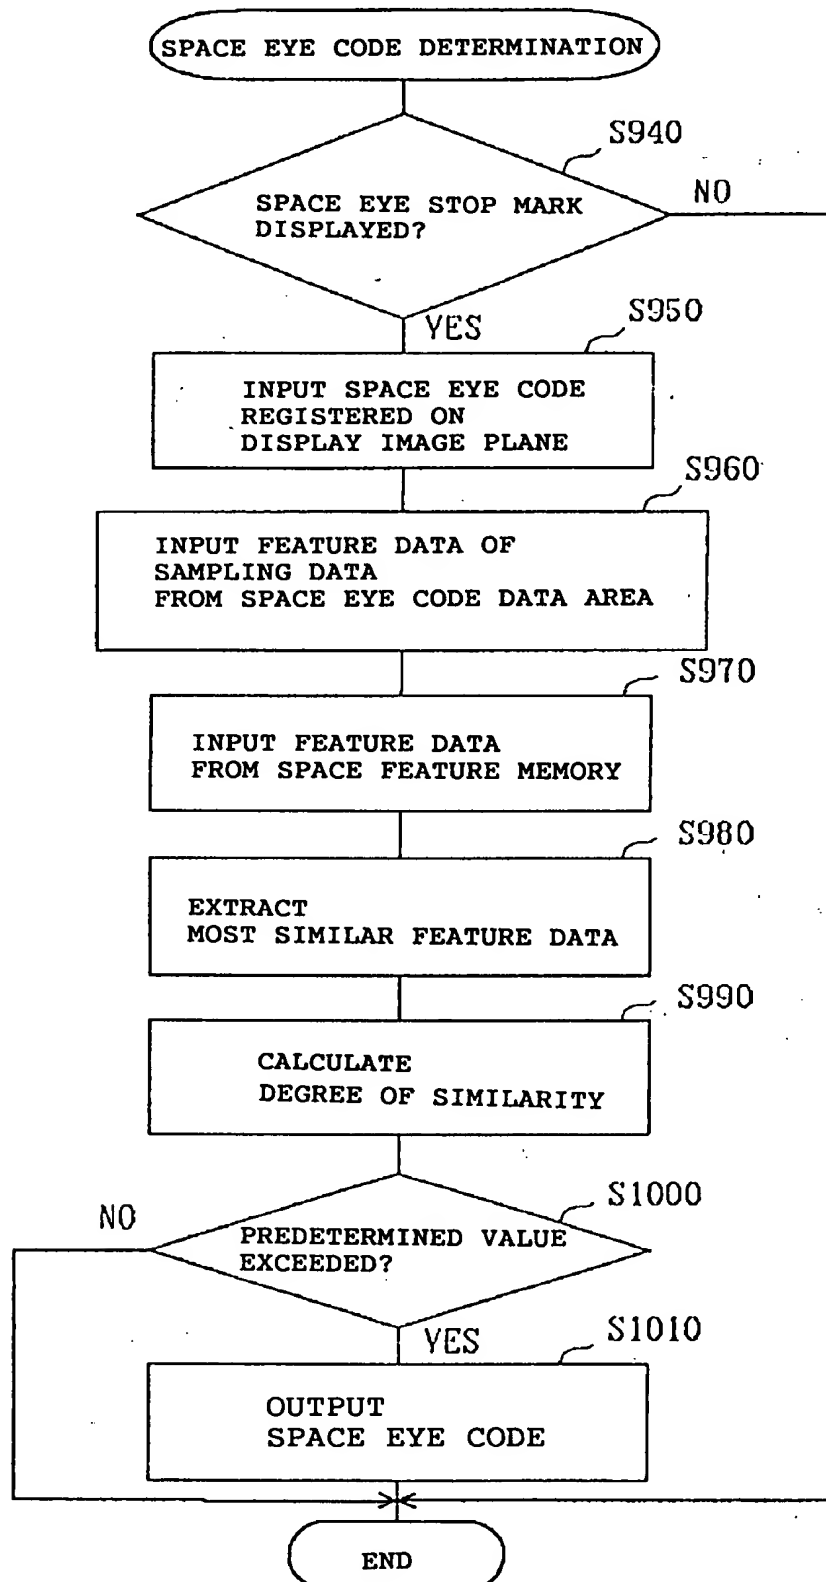 SPACE EYE CODE DETERMINATION
S940
SPACE EYE STOP MARK
DISPLAYED?
NO
YES
S950
INPUT SPACE EYE CODE
REGISTERED ON
DISPLAY IMAGE PLANE
S960
INPUT FEATURE DATA OF
SAMPLING DATA
FROM SPACE EYE CODE DATA AREA
S970
INPUT FEATURE DATA
FROM SPACE FEATURE MEMORY
S980
EXTRACT
MOST SIMILAR FEATURE DATA
S990
CALCULATE
DEGREE OF SIMILARITY
S1000
NO
PREDETERMINED VALUE
EXCEEDED?
YES
S1010
OUTPUT
SPACE EYE CODE
END